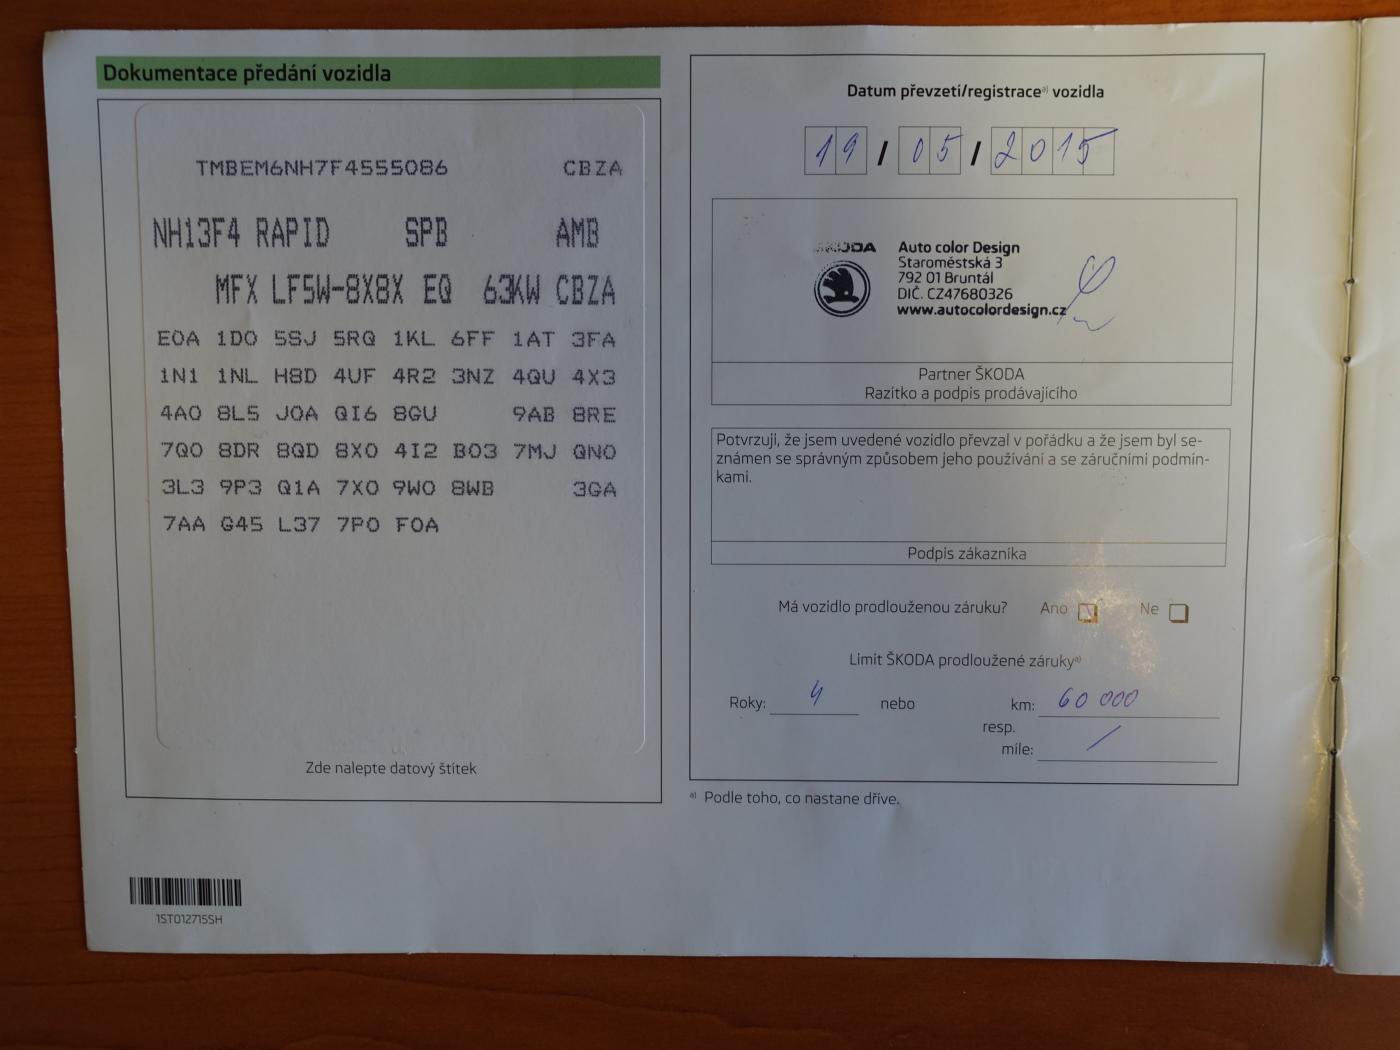 Dokumentace předání vozidla
TMBEM6NH7F4555086 CBZA
NH13F4 RAPID SPB AMB
MFX LF5W-8X8X EQ 63KW CBZA
E0A 1D0 5SJ 5RQ 1KL 6FF 1AT 3FA
1N1 1NL H8D 4UF 4R2 3NZ 4QU 4X3
4A0 8L5 J0A QI6 8GU 9AB 8RE
7Q0 8DR 8QD 8X0 4I2 B03 7MJ QN0
3L3 9P3 Q1A 7X0 9W0 8WB 3GA
7AA G45 L37 7P0 F0A
Zde nalepte datový štítek
1ST012715SH
Datum převzetí/registrace a) vozidla
19 / 05 / 2015
ŠKODA
Auto color Design
Staroměstská 3
792 01 Bruntál
DIČ. CZ47680326
www.autocolordesign.cz
Partner ŠKODA
Razítko a podpis prodávajícího
Potvrzuji, že jsem uvedené vozidlo převzal v pořádku a že jsem byl se-
známen se správným způsobem jeho používání a se záručními podmín-
kami.
Podpis zákazníka
Má vozidlo prodlouženou záruku? Ano Ne
Limit ŠKODA prodloužené záruky a)
Roky: 4 nebo km: 60 000
resp.
míle: /
a) Podle toho, co nastane dříve.